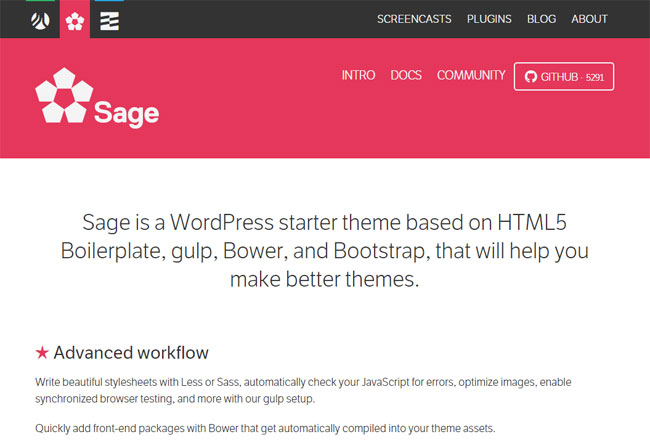 SCREENCASTS PLUGINS BLOG ABOUT
INTRO DOCS COMMUNITY GITHUB · 5291
Sage
Sage is a WordPress starter theme based on HTML5
Boilerplate, gulp, Bower, and Bootstrap, that will help you
make better themes.
Advanced workflow
Write beautiful stylesheets with Less or Sass, automatically check your JavaScript for errors, optimize images, enable
synchronized browser testing, and more with our gulp setup.
Quickly add front-end packages with Bower that get automatically compiled into your theme assets.